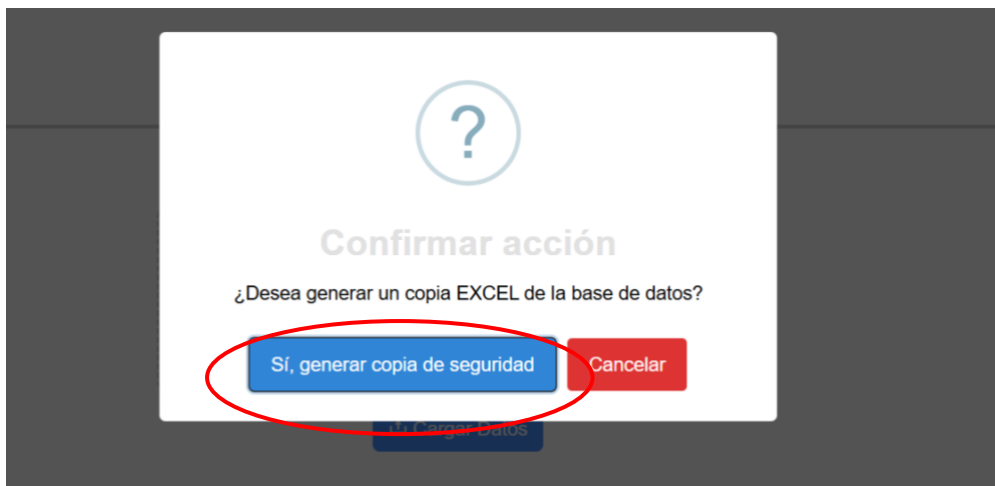 ?
Confirmar acción
¿Desea generar un copia EXCEL de la base de datos?
Sí, generar copia de seguridad
Cancelar
Cargar Datos